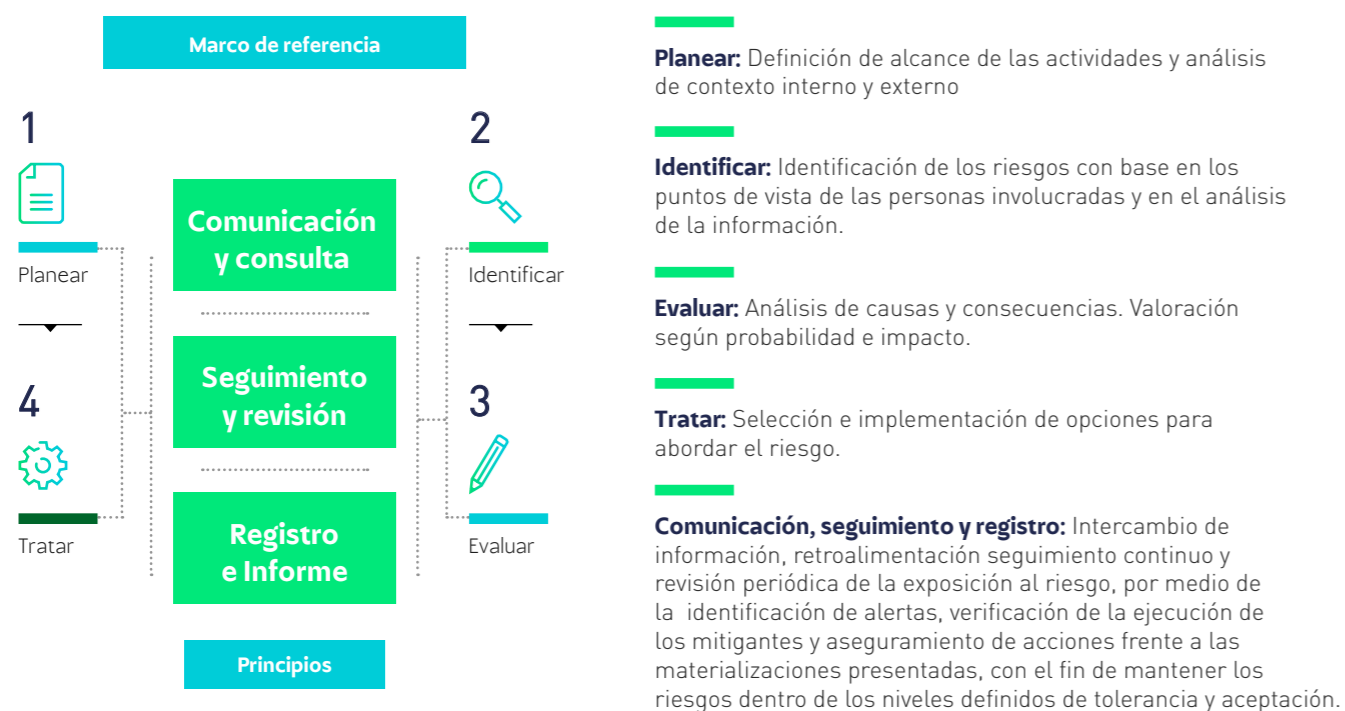 Marco de referencia
1
2
Planear
Identificar
Comunicación
y consulta
Seguimiento
y revisión
Registro
e Informe
4
3
Tratar
Evaluar
Principios
Planear: Definición de alcance de las actividades y análisis
de contexto interno y externo
Identificar: Identificación de los riesgos con base en los
puntos de vista de las personas involucradas y en el análisis
de la información.
Evaluar: Análisis de causas y consecuencias. Valoración
según probabilidad e impacto.
Tratar: Selección e implementación de opciones para
abordar el riesgo.
Comunicación, seguimiento y registro: Intercambio de
información, retroalimentación seguimiento continuo y
revisión periódica de la exposición al riesgo, por medio de
la identificación de alertas, verificación de la ejecución de
los mitigantes y aseguramiento de acciones frente a las
materializaciones presentadas, con el fin de mantener los
riesgos dentro de los niveles definidos de tolerancia y aceptación.